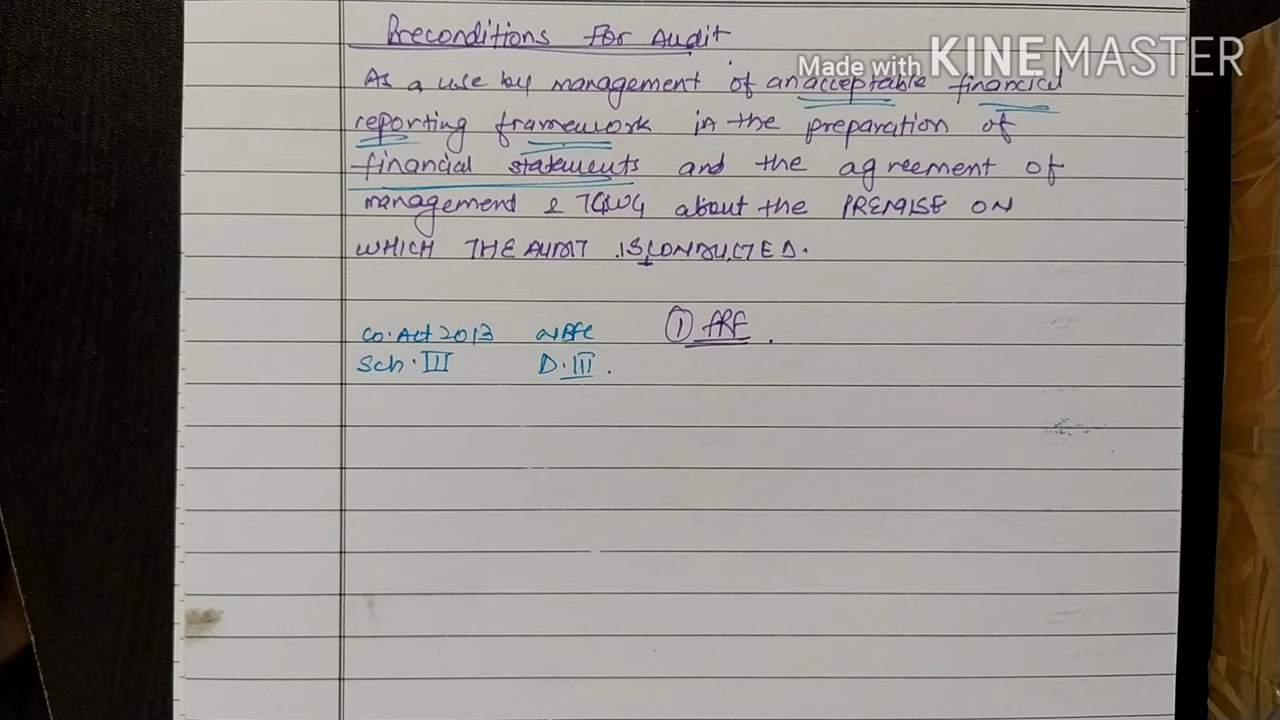 Preconditions For Audit
Made with KINEMASTER
As a use by management of an acceptable financial
reporting framework in the preparation of
financial statements and the agreement of
management & TCWG about the PREMISE ON
WHICH THE AUDIT IS CONDUCTED.
Co. Act 2013 NBFC ① FRF.
Sch. III D. III.